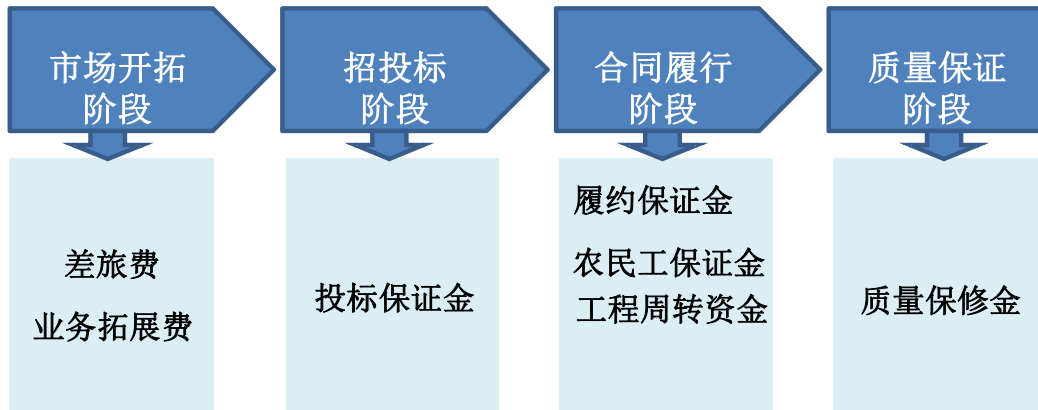 市场开拓
阶段
招投标
阶段
合同履行
阶段
质量保证
阶段
差旅费
业务拓展费
投标保证金
履约保证金
农民工保证金
工程周转资金
质量保修金